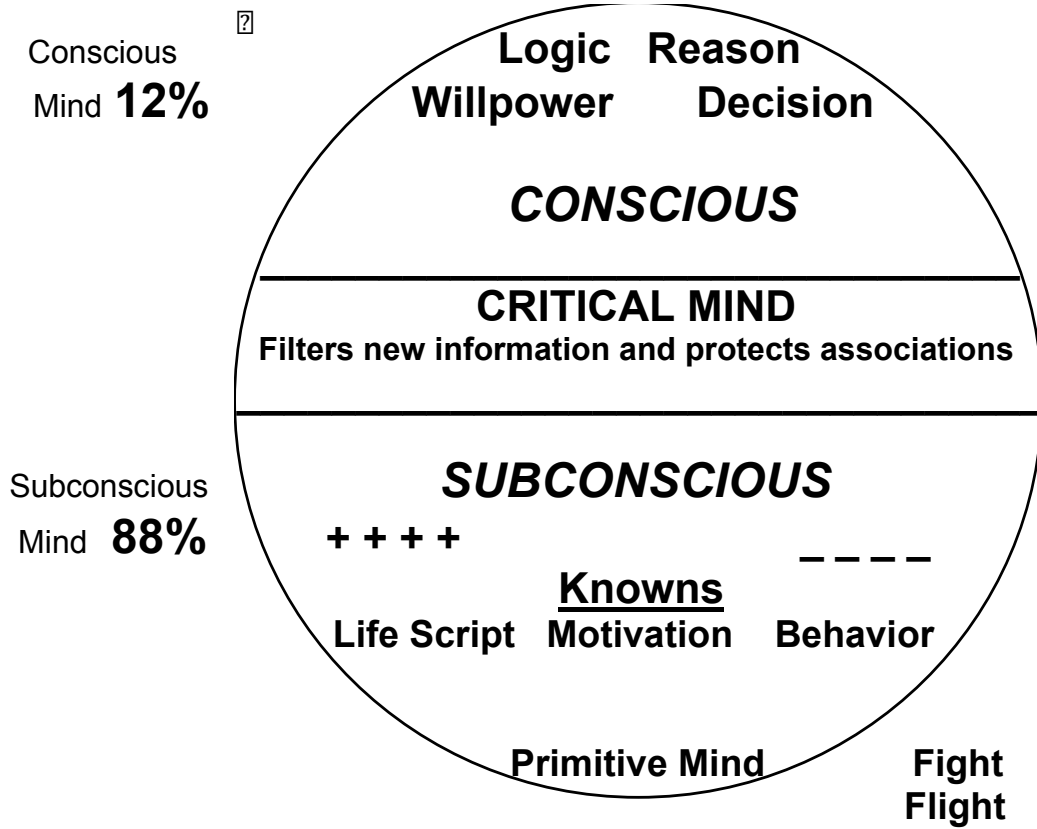 Conscious
Mind 12%
Logic Reason
Willpower Decision
CONSCIOUS
CRITICAL MIND
Filters new information and protects associations
Subconscious
Mind 88%
SUBCONSCIOUS
+ + + +
_ _ _ _
Knowns
Life Script Motivation Behavior
Primitive Mind Fight
Flight